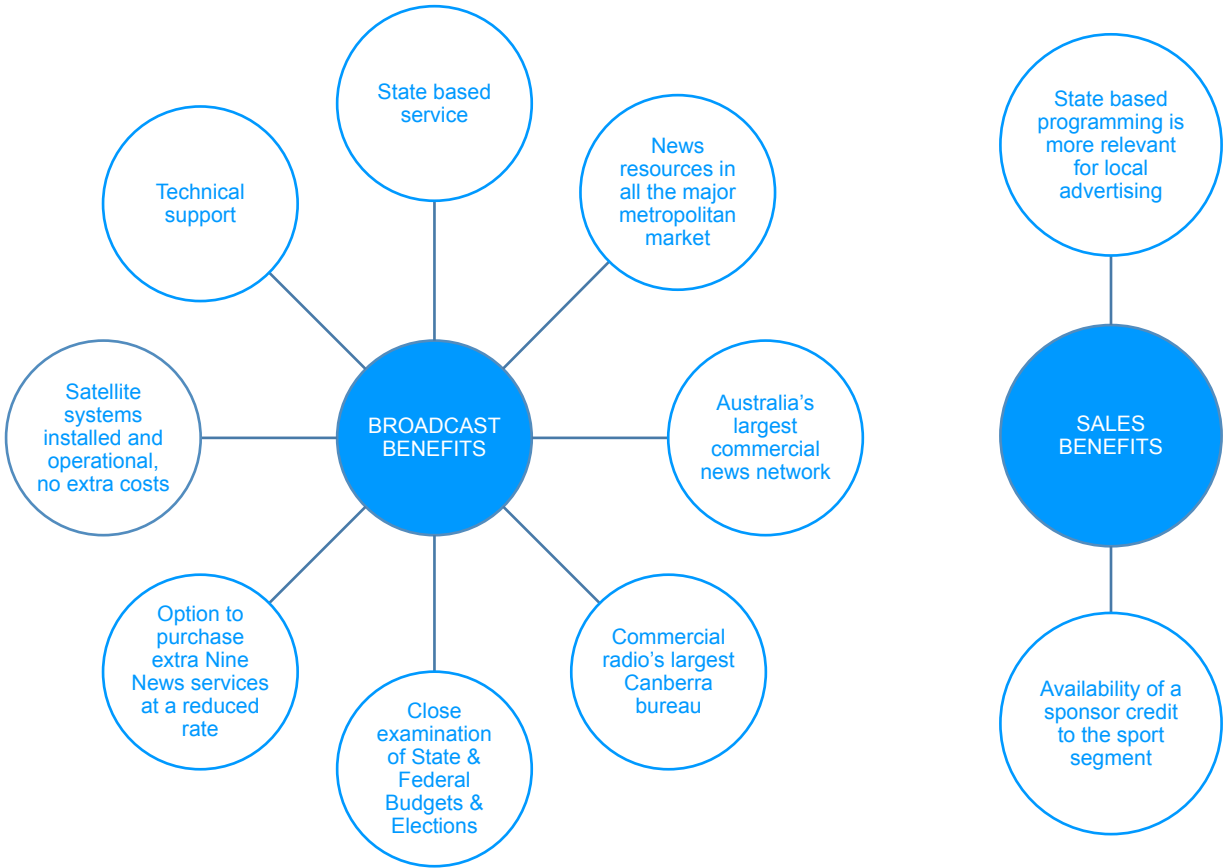 State based
service
News
resources in
all the major
metropolitan
market
Australia’s
largest
commercial
news network
Commercial
radio’s largest
Canberra
bureau
Close
examination
of State &
Federal
Budgets &
Elections
Option to
purchase
extra Nine
News services
at a reduced
rate
Satellite
systems
installed and
operational,
no extra costs
Technical
support
BROADCAST
BENEFITS
State based
programming is
more relevant
for local
advertising
SALES
BENEFITS
Availability of a
sponsor credit
to the sport
segment